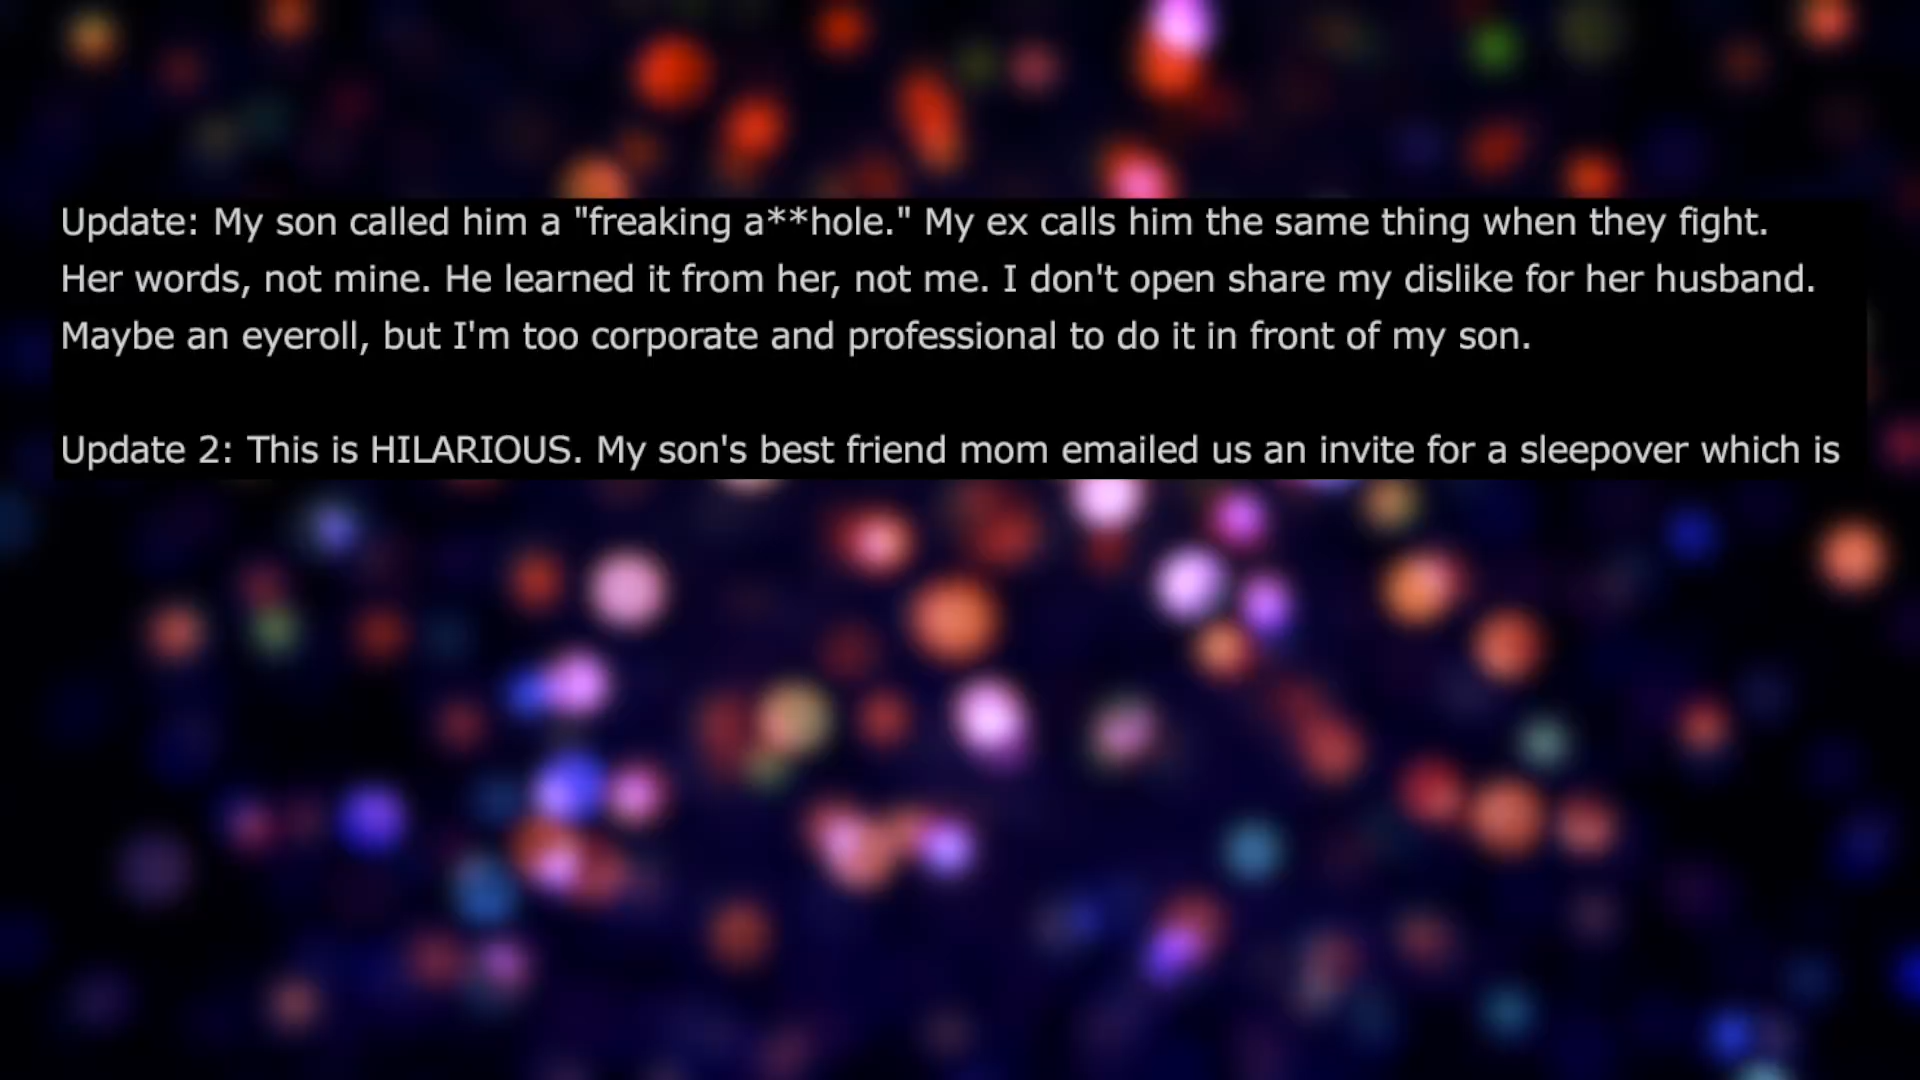 Update: My son called him a "freaking a**hole." My ex calls him the same thing when they fight.
Her words, not mine. He learned it from her, not me. I don't open share my dislike for her husband.
Maybe an eyeroll, but I'm too corporate and professional to do it in front of my son.
Update 2: This is HILARIOUS. My son's best friend mom emailed us an invite for a sleepover which is